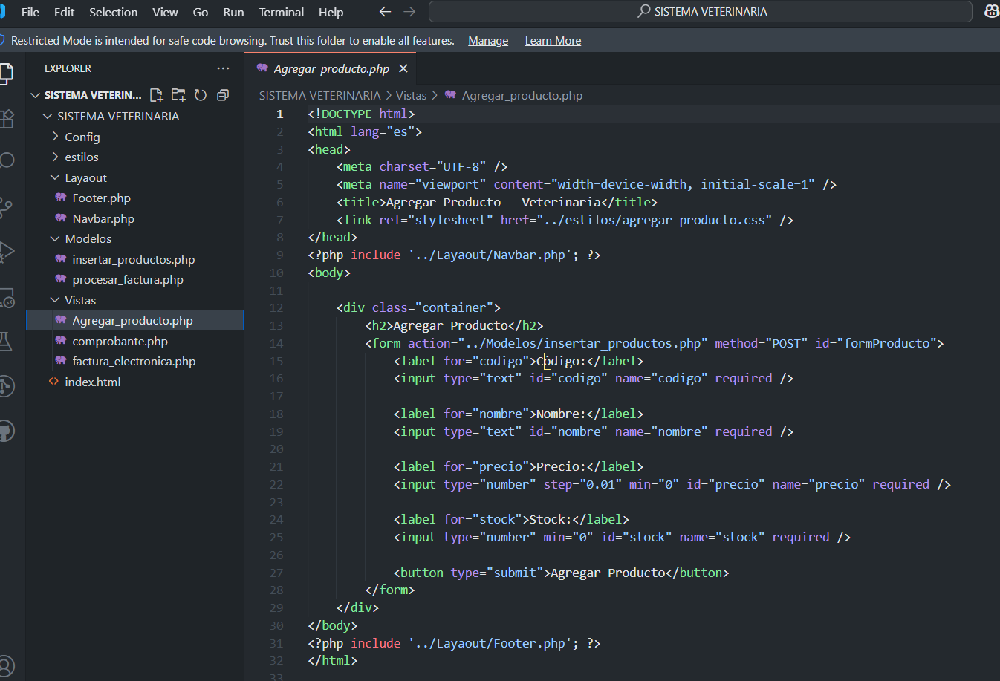 File Edit Selection View Go Run Terminal Help SISTEMA VETERINARIA
Restricted Mode is intended for safe code browsing. Trust this folder to enable all features. Manage Learn More
EXPLORER ···
SISTEMA VETERIN...
SISTEMA VETERINARIA
Config
estilos
Layaout
Footer.php
Navbar.php
Modelos
insertar_productos.php
procesar_factura.php
Vistas
Agregar_producto.php
comprobante.php
factura_electronica.php
index.html
Agregar_producto.php
SISTEMA VETERINARIA > Vistas > Agregar_producto.php
1 <!DOCTYPE html>
2 <html lang="es">
3 <head>
4 <meta charset="UTF-8" />
5 <meta name="viewport" content="width=device-width, initial-scale=1" />
6 <title>Agregar Producto - Veterinaria</title>
7 <link rel="stylesheet" href="../estilos/agregar_producto.css" />
8 </head>
9 <?php include '../Layaout/Navbar.php'; ?>
10 <body>
11
12 <div class="container">
13 <h2>Agregar Producto</h2>
14 <form action="../Modelos/insertar_productos.php" method="POST" id="formProducto">
15 <label for="codigo">Código:</label>
16 <input type="text" id="codigo" name="codigo" required />
17
18 <label for="nombre">Nombre:</label>
19 <input type="text" id="nombre" name="nombre" required />
20
21 <label for="precio">Precio:</label>
22 <input type="number" step="0.01" min="0" id="precio" name="precio" required />
23
24 <label for="stock">Stock:</label>
25 <input type="number" min="0" id="stock" name="stock" required />
26
27 <button type="submit">Agregar Producto</button>
28 </form>
29 </div>
30 </body>
31 <?php include '../Layaout/Footer.php'; ?>
32 </html>
33